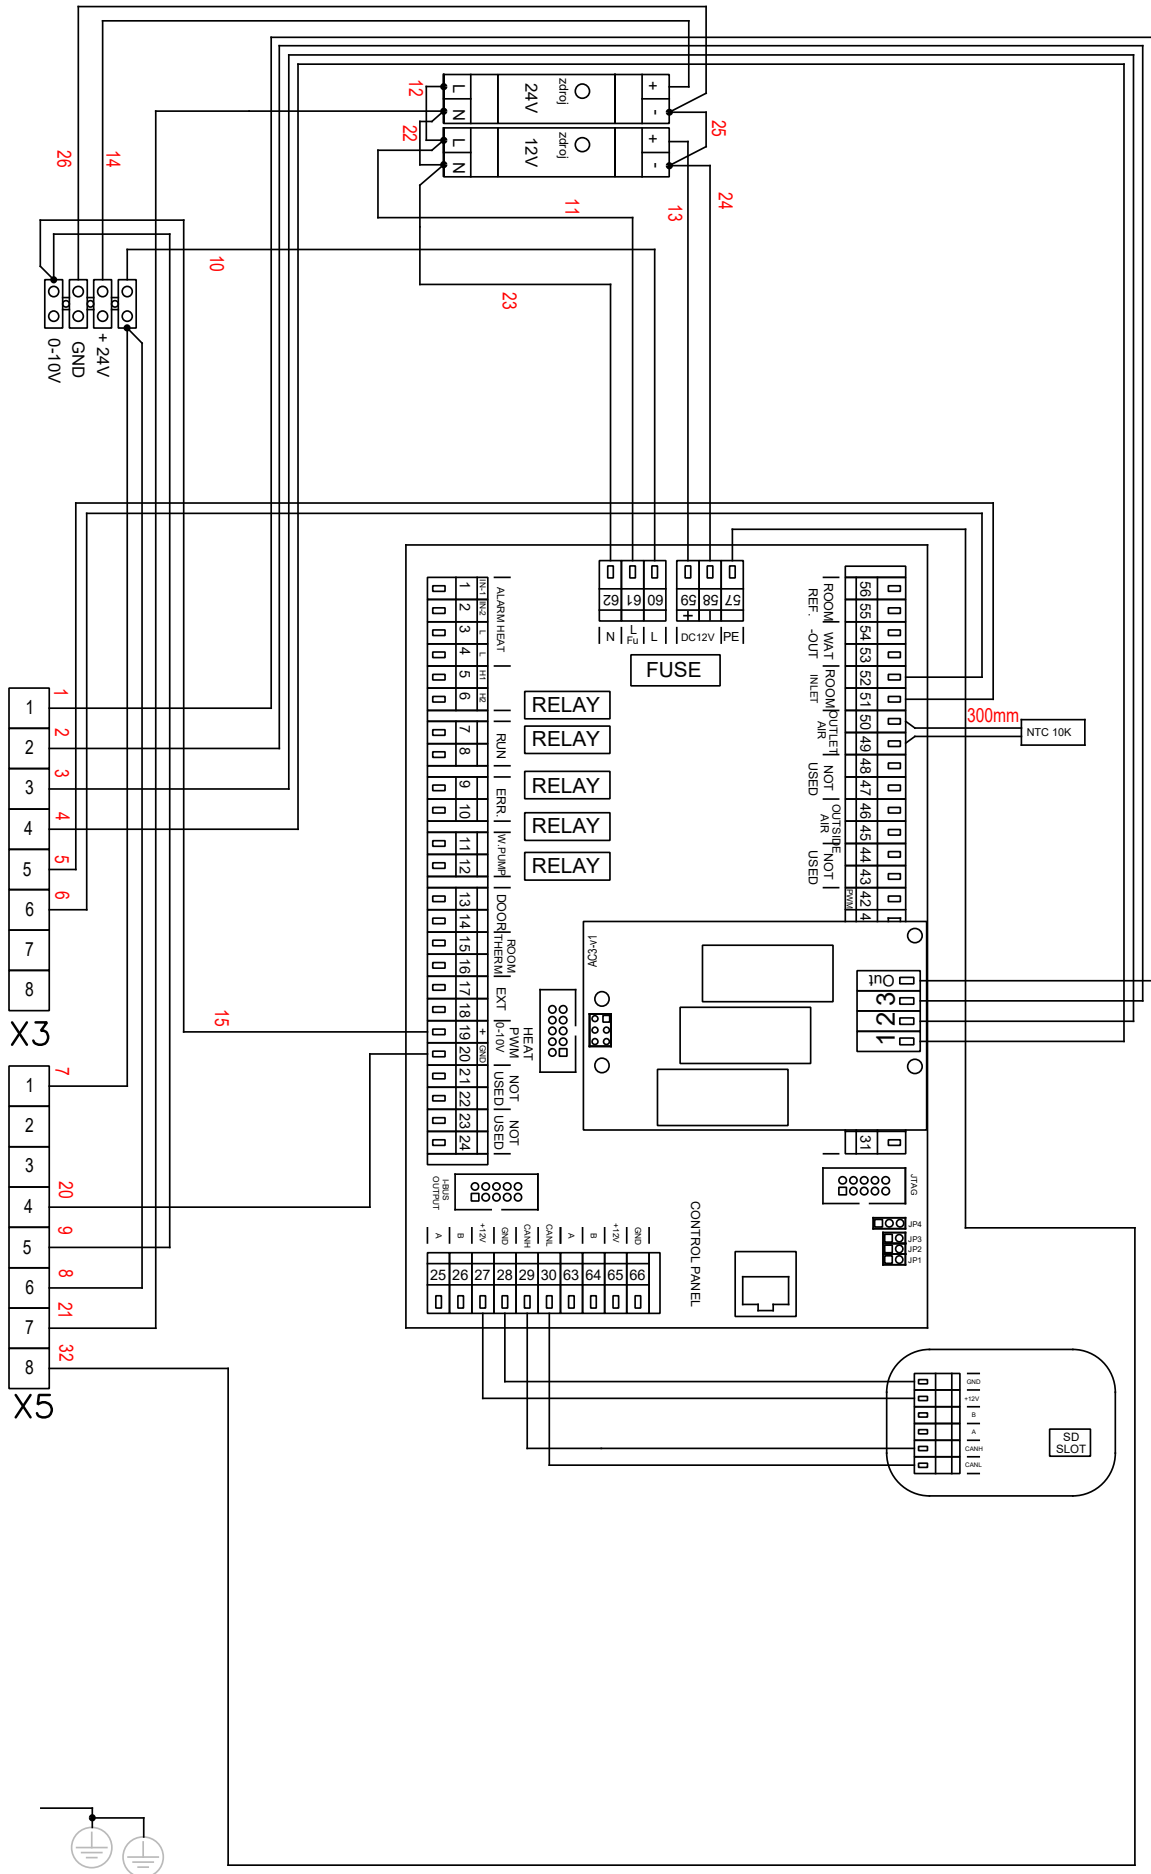 12
22
26
14
L
N
24V
zdroj
+
-
L
N
12V
zdroj
+
-
25
24
13
11
10
23
0-10V
GND
+ 24V
62
61
60
59
58
57
+
-
N
L
Fu
L
DC12V
PE
FUSE
RELAY
RELAY
RELAY
RELAY
RELAY
1
2
3
4
5
6
7
8
9
10
11
12
13
14
15
16
17
18
19
20
21
22
23
24
IN-1
IN-2
L
L
H1
H2
+
GND
ALARM HEAT
RUN
ERR.
W.PUMP
DOOR
ROOM
THERM
EXT
HEAT
PWM
0-10V
NOT
USED
NOT
USED
56
55
54
53
52
51
50
49
48
47
46
45
44
43
42
4
31
ROOM
REF.
WAT
-OUT
ROOM
INLET
OUTLET
AIR
NOT
USED
OUTSIDE
AIR
NOT
USED
PWM
300mm
NTC 10K
AC3-v1
Out
3
2
1
1
2
3
4
5
6
1
2
3
4
5
6
7
8
X3
15
7
20
9
8
21
32
1
2
3
4
5
6
7
8
X5
I-BUS
OUTPUT
JTAG
JP4
JP3
JP2
JP1
CONTROL PANEL
A
B
+12V
GND
CANH
CANL
A
B
+12V
GND
25
26
27
28
29
30
63
64
65
66
GND
+12V
B
A
CANH
CANL
SD
SLOT